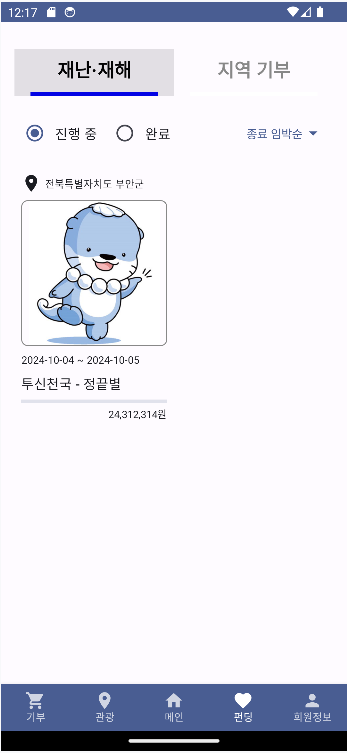 12:17
재난·재해 지역 기부
진행 중 완료 종료 임박순
전북특별자치도 부안군
2024-10-04 ~ 2024-10-05
투신천국 - 정끝별
24,312,314원
기부 관광 메인 펀딩 회원정보